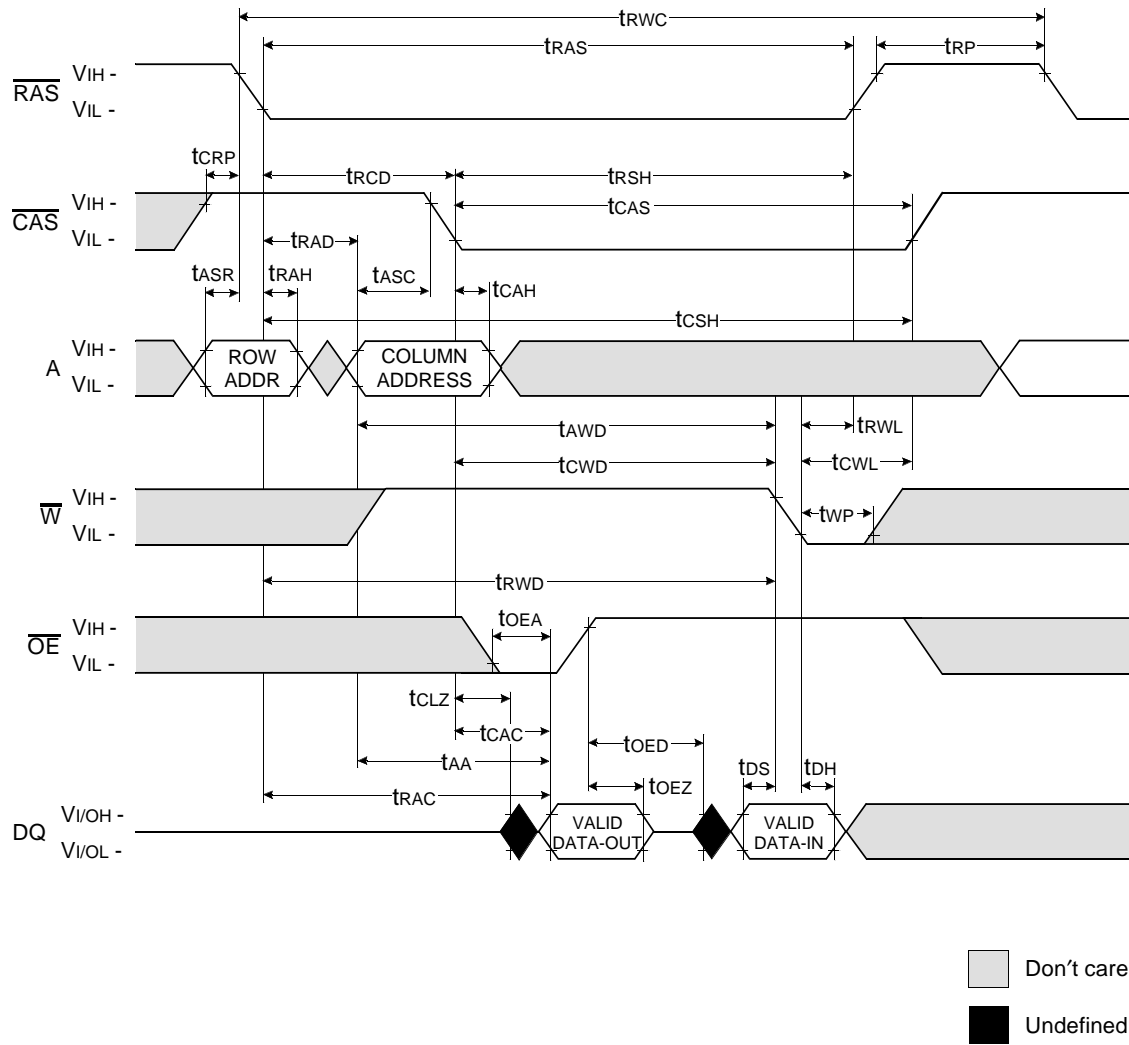 tRWC
tRAS
tRP
RAS
VIH -
VIL -
tCRP
tRCD
tRSH
CAS
VIH -
VIL -
tCAS
tRAD
tASR
tRAH
tASC
tCAH
tCSH
A
VIH -
VIL -
ROW
ADDR
COLUMN
ADDRESS
tAWD
tRWL
tCWD
tCWL
W
VIH -
VIL -
tWP
tRWD
OE
VIH -
VIL -
tOEA
tCLZ
tCAC
tOED
tAA
tOEZ
tDS
tDH
tRAC
DQ
VI/OH -
VI/OL -
VALID
DATA-OUT
VALID
DATA-IN
Don′t care
Undefined